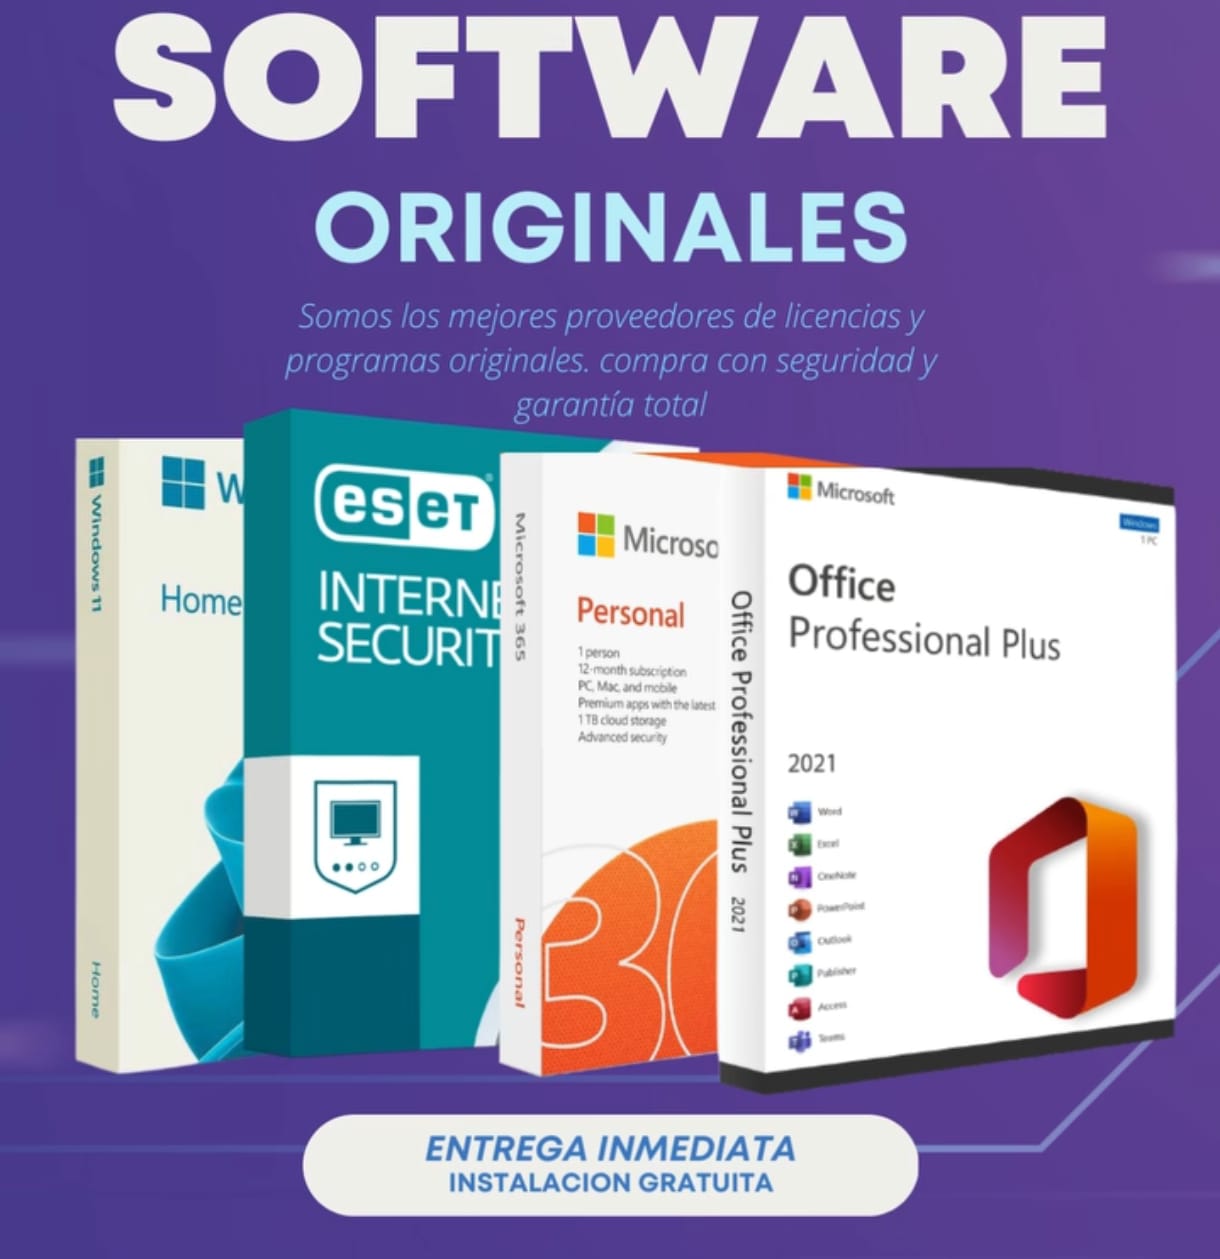 SOFTWARE
ORIGINALES
Somos los mejores proveedores de licencias y
programas originales. compra con seguridad y
garantía total
Windows 11
Home
W
Home
eseT
INTERNE
SECURIT
Microsoft 365
Personal
Microso
Personal
1 person
12-month subscription
PC, Mac, and mobile
Premium apps with the latest
1 TB cloud storage
Advanced security
3
Office Professional Plus 2021
Microsoft
Windows
1 PC
Office
Professional Plus
2021
Word
Excel
OneNote
PowerPoint
Outlook
Publisher
Access
Teams
ENTREGA INMEDIATA
INSTALACION GRATUITA